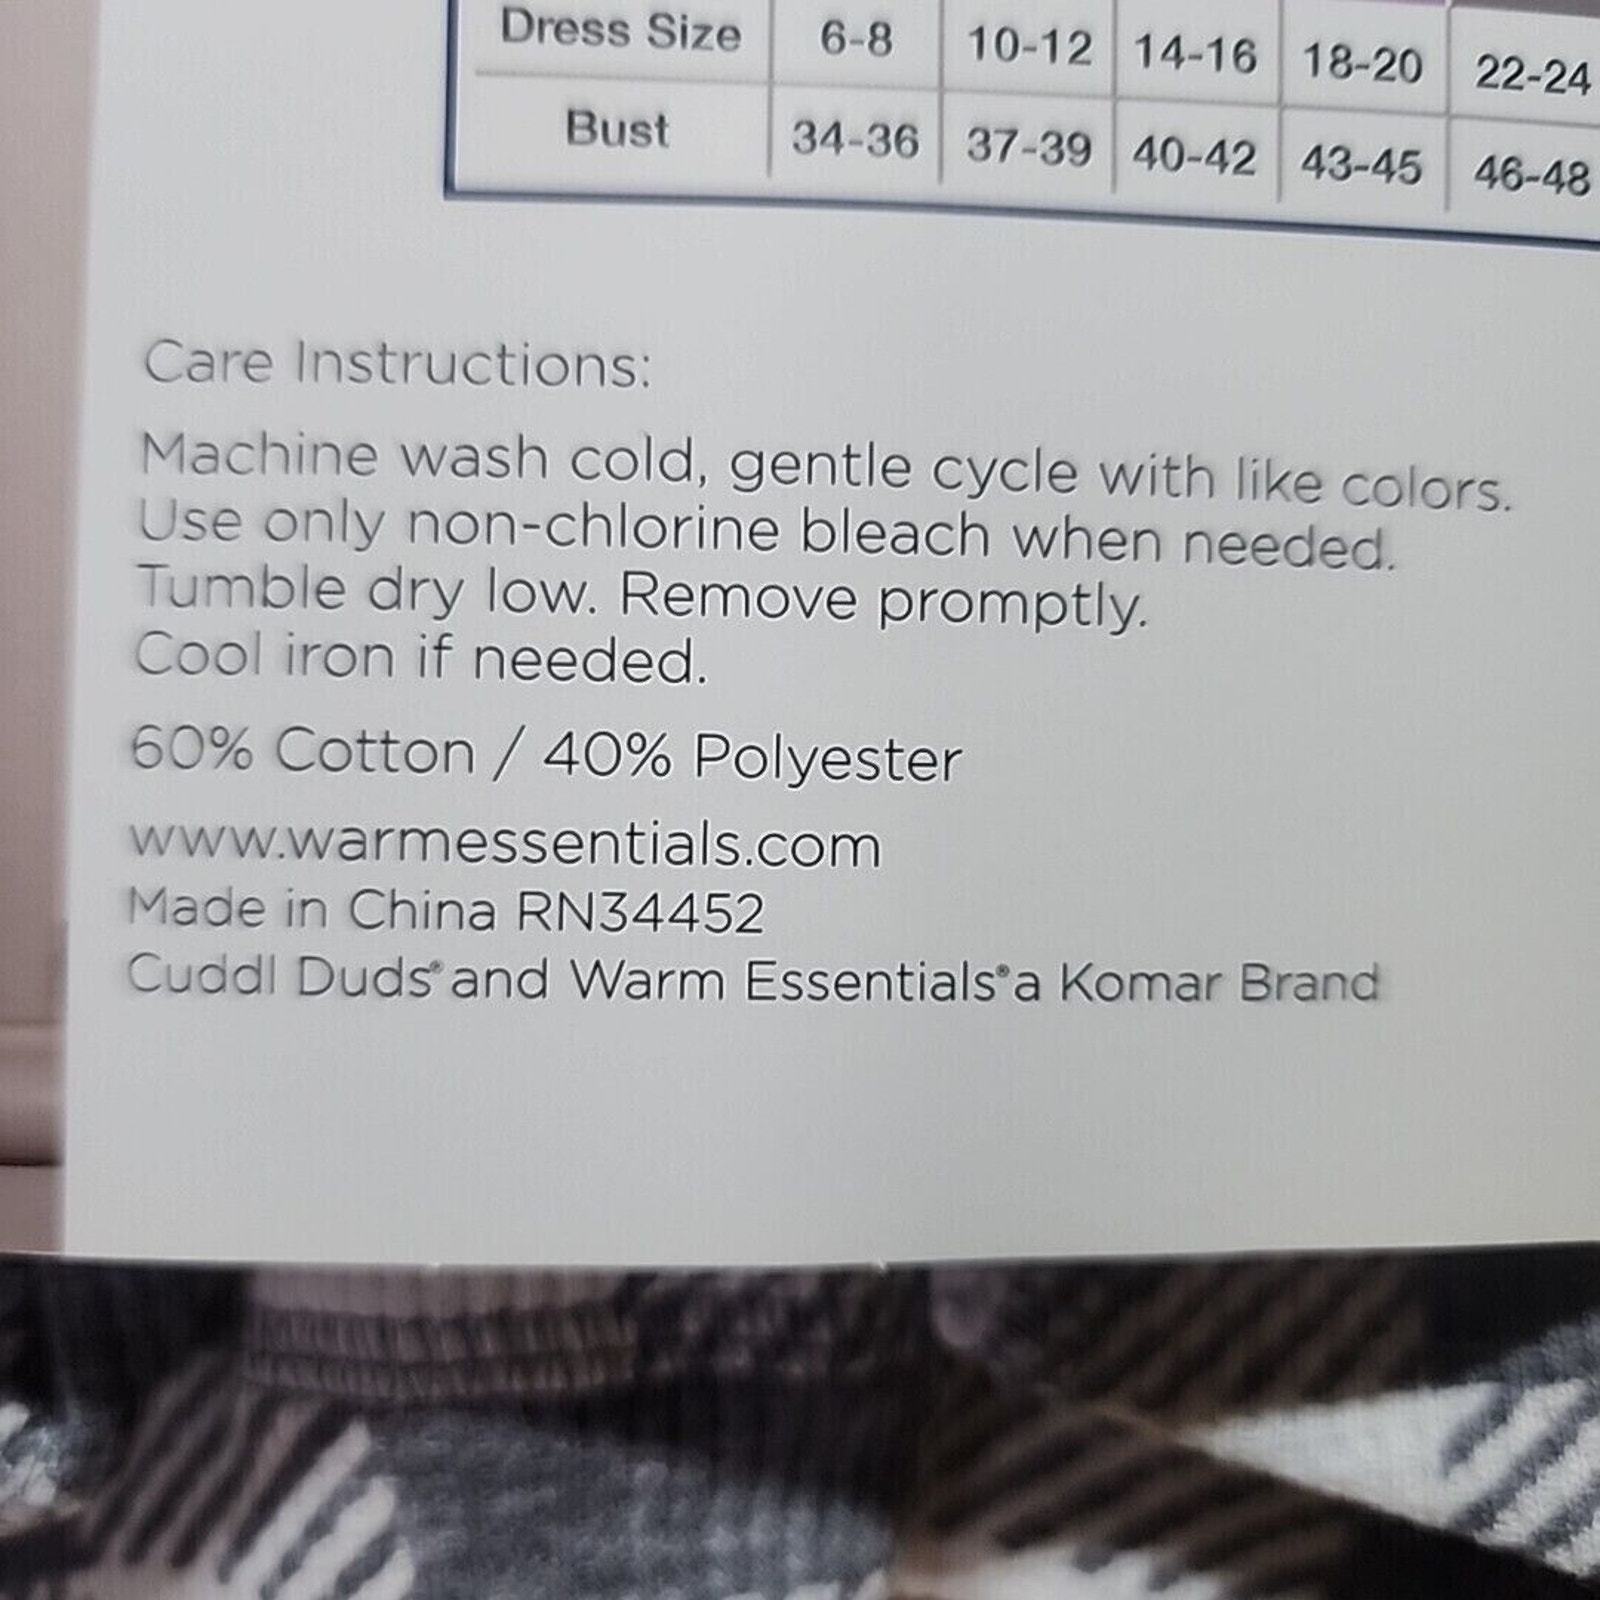 Dress Size 6-8 10-12 14-16 18-20 22-24
Bust 34-36 37-39 40-42 43-45 46-48
Care Instructions:
Machine wash cold, gentle cycle with like colors.
Use only non-chlorine bleach when needed.
Tumble dry low. Remove promptly.
Cool iron if needed.
60% Cotton / 40% Polyester
www.warmessentials.com
Made in China RN34452
Cuddl Duds® and Warm Essentials® a Komar Brand